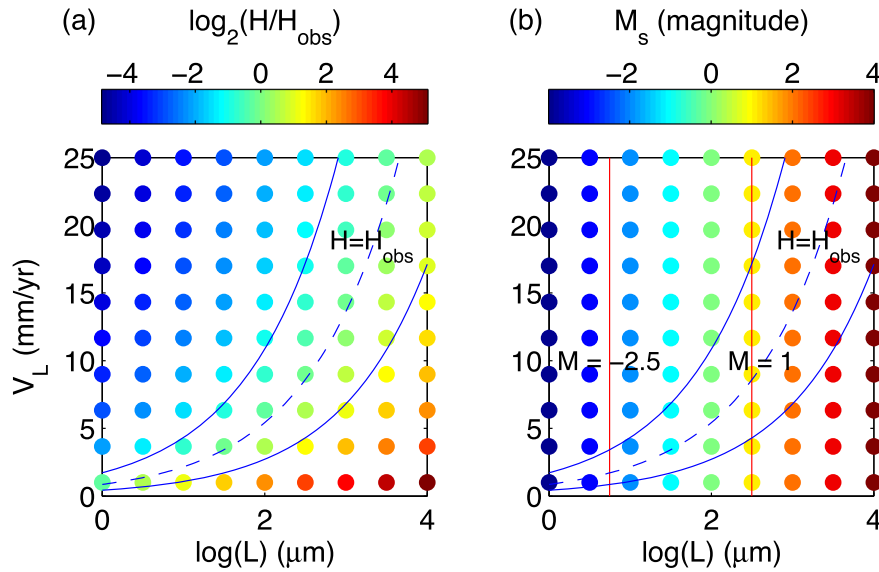 (a) log2(H/Hobs) (b) Ms (magnitude)
−4 −2 0 2 4 −2 0 2 4
25 25
20 20
H=Hobs H=Hobs
15 15
VL (mm/yr)
10 10
M = −2.5 M = 1
5 5
0 0
0 2 4 0 2 4
log(L) (μm) log(L) (μm)